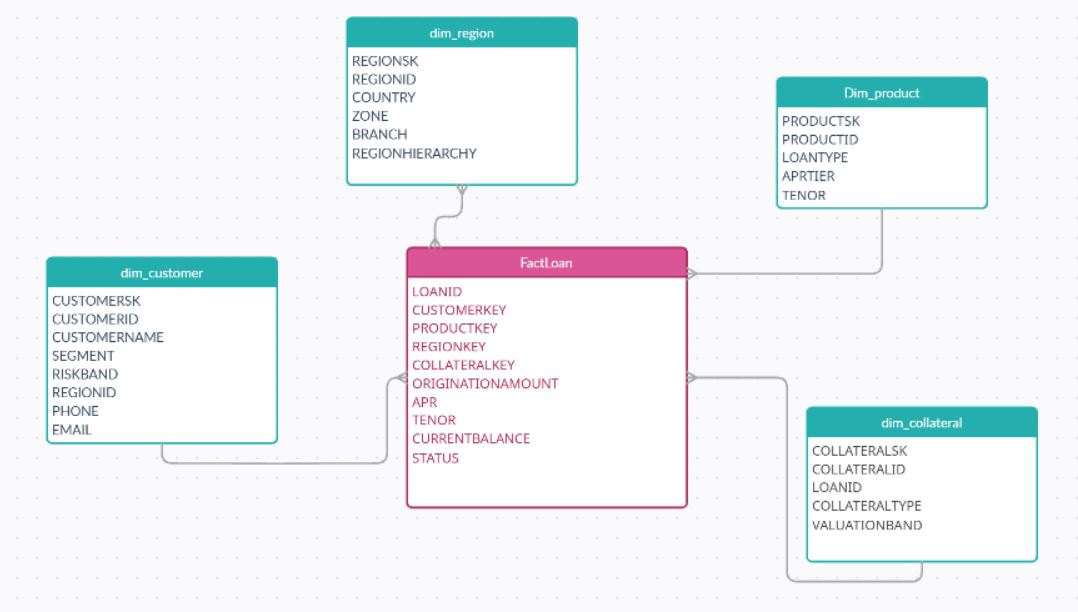 dim_region
REGIONSK
REGIONID
COUNTRY
ZONE
BRANCH
REGIONHIERARCHY
Dim_product
PRODUCTSK
PRODUCTID
LOANTYPE
APRTIER
TENOR
dim_customer
CUSTOMERSK
CUSTOMERID
CUSTOMERNAME
SEGMENT
RISKBAND
REGIONID
PHONE
EMAIL
FactLoan
LOANID
CUSTOMERKEY
PRODUCTKEY
REGIONKEY
COLLATERALKEY
ORIGINATIONAMOUNT
APR
TENOR
CURRENTBALANCE
STATUS
dim_collateral
COLLATERALSK
COLLATERALID
LOANID
COLLATERALTYPE
VALUATIONBAND